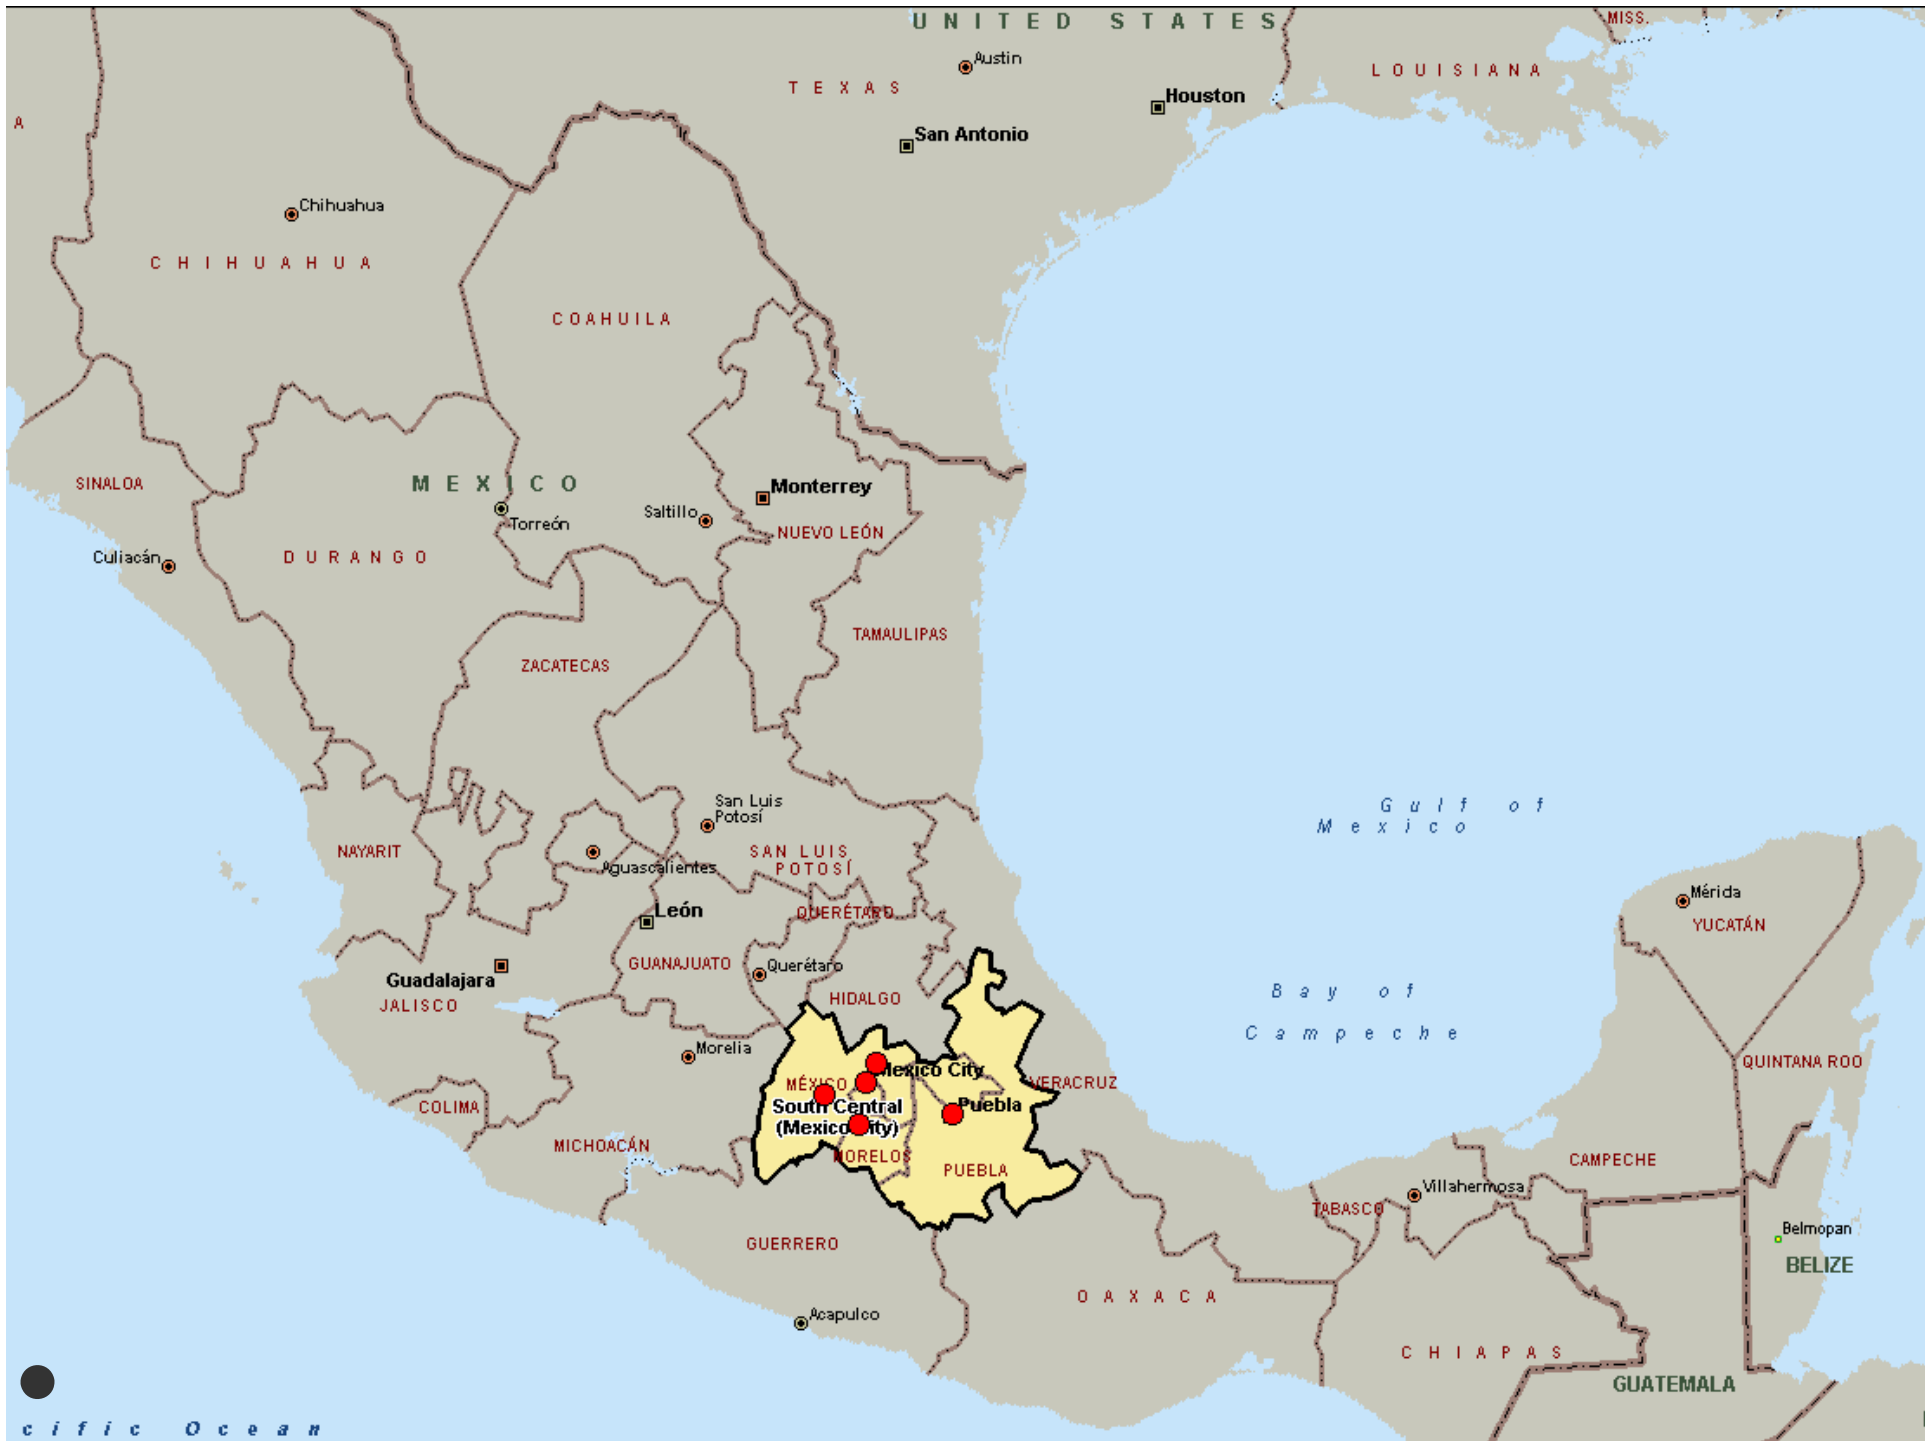 UNITED STATES
MISS.
Austin
TEXAS
LOUISIANA
Houston
A
San Antonio
Chihuahua
CHIHUAHUA
COAHUILA
SINALOA
MEXICO
Monterrey
Saltillo
Torreón
NUEVO LEÓN
Culiacán
DURANGO
TAMAULIPAS
ZACATECAS
San Luis
Potosí
Gulf of
Mexico
NAYARIT
SAN LUIS
POTOSÍ
Aguascalientes
Mérida
León
QUERÉTARO
YUCATÁN
GUANAJUATO
Querétaro
Guadalajara
JALISCO
HIDALGO
Bay of
Campeche
Morelia
QUINTANA ROO
Mexico City
MÉXICO
VERACRUZ
COLIMA
South Central
(Mexico City)
Puebla
MICHOACÁN
MORELOS
PUEBLA
CAMPECHE
Villahermosa
TABASCO
Belmopan
GUERRERO
BELIZE
OAXACA
Acapulco
CHIAPAS
GUATEMALA
cific Ocean